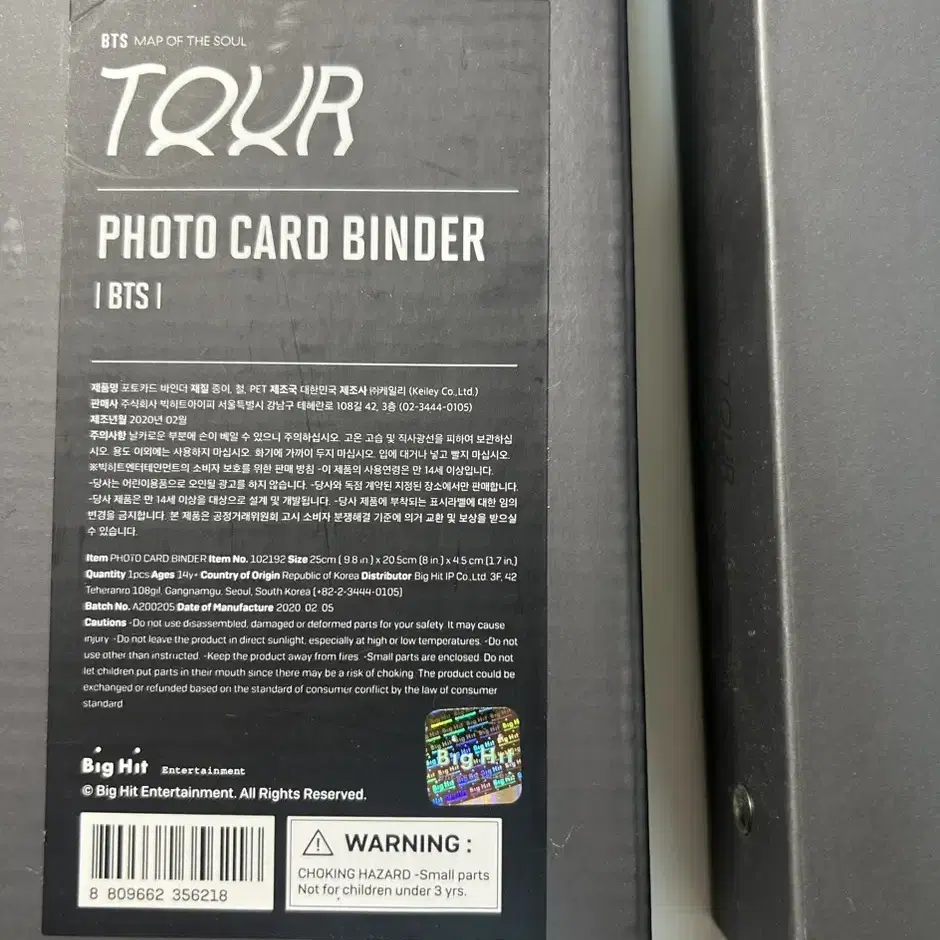 BTS MAP OF THE SOUL
TOUR
PHOTO CARD BINDER
| BTS |
제품명 포토카드 바인더 재질 종이, 철, PET 제조국 대한민국 제조사 ㈜케일리 (Keiley Co.,Ltd.)
판매사 주식회사 빅히트아이피 서울특별시 강남구 테헤란로 108길 42, 3층 (02-3444-0105)
제조년월 2020년 02월
주의사항 날카로운 부분에 손이 베일 수 있으니 주의하십시오. 고온 고습 및 직사광선을 피하여 보관하십
시오. 용도 이외에는 사용하지 마십시오. 화기에 가까이 두지 마십시오. 입에 대거나 넣고 빨지 마십시오.
※빅히트엔터테인먼트의 소비자 보호를 위한 판매 방침 -이 제품의 사용연령은 만 14세 이상입니다.
-당사는 어린이용품으로 오인될 광고를 하지 않습니다. -당사와 독점 계약된 지정된 장소에서만 판매합니다.
-당사 제품은 만 14세 이상을 대상으로 설계 및 개발됩니다. -당사 제품에 부착되는 표시라벨에 대한 임의
변경을 금지합니다. 본 제품은 공정거래위원회 고시 소비자 분쟁해결 기준에 의거 교환 및 보상을 받으실
수 있습니다.
Item PHOTO CARD BINDER Item No. 102192 Size 25cm ( 9.8 in ) x 20.5cm (8 in ) x 4.5 cm (1.7 in.)
Quantity 1pcs Ages 14y+ Country of Origin Republic of Korea Distributor Big Hit IP Co.,Ltd. 3F, 42
Teheranro 108gil, Gangnamgu, Seoul, South Korea (+82-2-3444-0105)
Batch No. A200205 Date of Manufacture 2020. 02. 05
Cautions -Do not use disassembled, damaged or deformed parts for your safety. It may cause
injury. -Do not leave the product in direct sunlight, especially at high or low temperatures. -Do not
use other than instructed. -Keep the product away from fires. -Small parts are enclosed. Do not
let children put parts in their mouth since there may be a risk of choking. The product could be
exchanged or refunded based on the standard of consumer conflict by the law of consumer
standard
Big Hit Entertainment
© Big Hit Entertainment. All Rights Reserved.
Big Hit
8 809662 356218
WARNING :
CHOKING HAZARD -Small parts
Not for children under 3 yrs.
TOUR